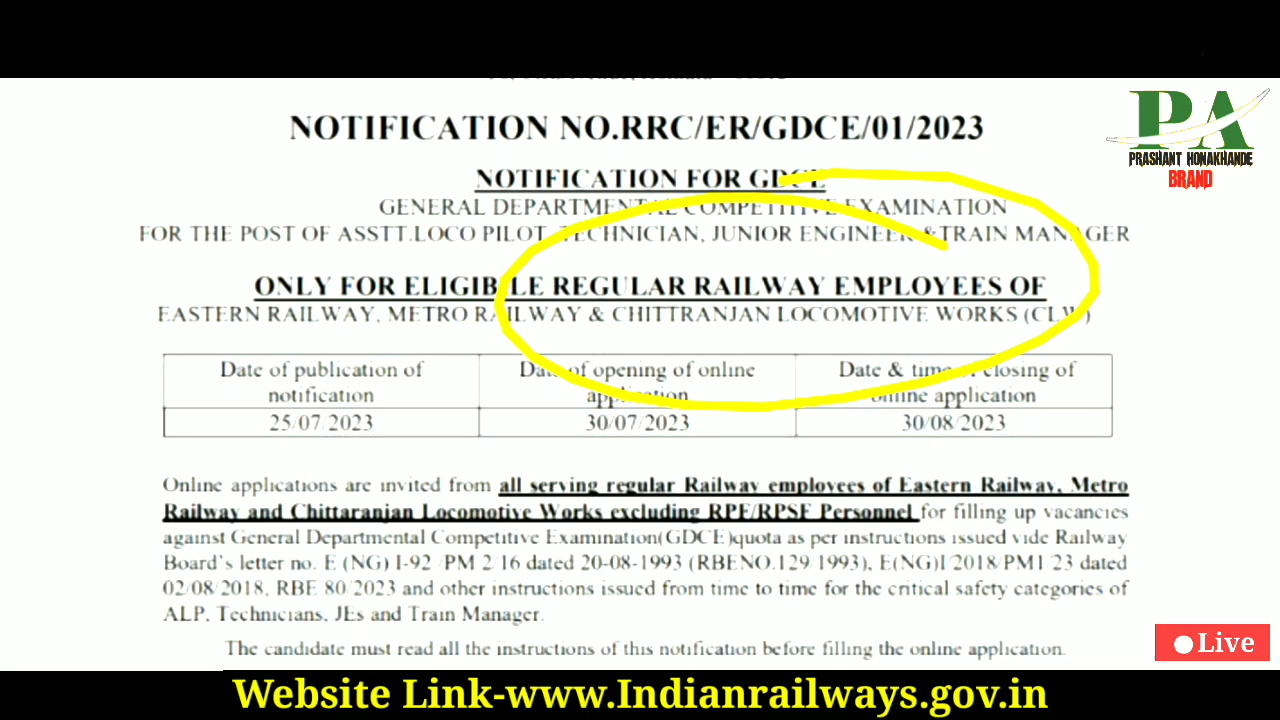 NOTIFICATION NO.RRC/ER/GDCE/01/2023
PA
PRASHANT HONAKHANDE
BRAND
NOTIFICATION FOR GDCE
GENERAL DEPARTMENTAL COMPETITIVE EXAMINATION
FOR THE POST OF ASSTT.LOCO PILOT, TECHNICIAN, JUNIOR ENGINEER &TRAIN MANAGER
ONLY FOR ELIGIBLE REGULAR RAILWAY EMPLOYEES OF
EASTERN RAILWAY, METRO RAILWAY & CHITTRANJAN LOCOMOTIVE WORKS (CLW)
Date of publication of notification
Date of opening of online application
Date & time of closing of online application
25/07/2023
30/07/2023
30/08/2023
Online applications are invited from all serving regular Railway employees of Eastern Railway, Metro
Railway and Chittaranjan Locomotive Works excluding RPF/RPSF Personnel for filling up vacancies
against General Departmental Competitive Examination(GDCE)quota as per instructions issued vide Railway
Board's letter no. E (NG) I-92 /PM 2/16 dated 20-08-1993 (RBENO.129/1993), E(NG)I/2018/PM1/23 dated
02/08/2018, RBE 80/2023 and other instructions issued from time to time for the critical safety categories of
ALP, Technicians, JEs and Train Manager.
The candidate must read all the instructions of this notification before filling the online application.
Live
Website Link-www.Indianrailways.gov.in